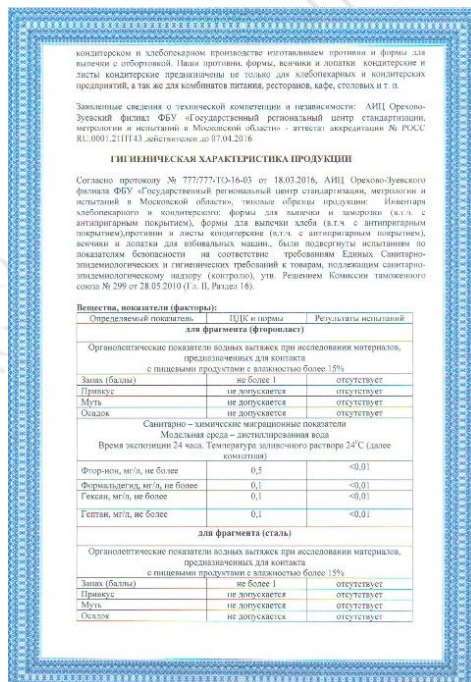 кондитерском и хлебопекарном производстве изготавливаем противни и формы для
выпечки с отбортовкой. Наши противни, формы, венчики и лопатки кондитерские и
листы кондитерские предназначены не только для хлебопекарных и кондитерских
предприятий, а так же для комбинатов питания, ресторанов, кафе, столовых и т. п.
Заявленные сведения о технической компетенции и независимости: АИЦ Орехово-
Зуевский филиал ФБУ «Государственный региональный центр стандартизации,
метрологии и испытаний в Московской области» - аттестат аккредитации № РОСС
RU.0001.21ПТ43 действителен до 07.04.2016
ГИГИЕНИЧЕСКАЯ ХАРАКТЕРИСТИКА ПРОДУКЦИИ
Согласно протоколу № 777/777-ТО-16-03 от 18.03.2016, АИЦ Орехово-Зуевского
филиала ФБУ «Государственный региональный центр стандартизации, метрологии и
испытаний в Московской области», типовые образцы продукции: Инвентаря
хлебопекарного и кондитерского: формы для выпечки и заморозки (в.т.ч. с
антипригарным покрытием), формы для выпечки хлеба (в.т.ч. с антипригарным
покрытием),противни и листы кондитерские (в.т.ч. с антипригарным покрытием),
венчики и лопатки для взбивальных машин., были подвергнуты испытаниям по
показателям безопасности на соответствие требованиям Единых Санитарно-
эпидемиологических и гигиенических требований к товарам, подлежащим санитарно-
эпидемиологическому надзору (контролю), утв. Решением Комиссии таможенного
союза № 299 от 28.05.2010 (Гл. II, Раздел 16).
Вещества, показатели (факторы):
Определяемый показатель ПДК и нормы Результаты испытаний
для фрагмента (фторопласт)
Органолептические показатели водных вытяжек при исследовании материалов,
предназначенных для контакта
с пищевыми продуктами с влажностью более 15%
Запах (баллы) не более 1 отсутствует
Привкус не допускается отсутствует
Муть не допускается отсутствует
Осадок не допускается отсутствует
Санитарно – химические миграционные показатели
Модельная среда – дистиллированная вода
Время экспозиции 24 часа. Температура заливочного раствора 24°С (далее
комнатная)
Фтор-ион, мг/л, не более 0,5 <0,01
Формальдегид, мг/л, не более 0,1 <0,01
Гексан, мг/л, не более 0,1 <0,01
Гептан, мг/л, не более 0,1 <0,01
для фрагмента (сталь)
Органолептические показатели водных вытяжек при исследовании материалов,
предназначенных для контакта
с пищевыми продуктами с влажностью более 15%
Запах (баллы) не более 1 отсутствует
Привкус не допускается отсутствует
Муть не допускается отсутствует
Осадок не допускается отсутствует